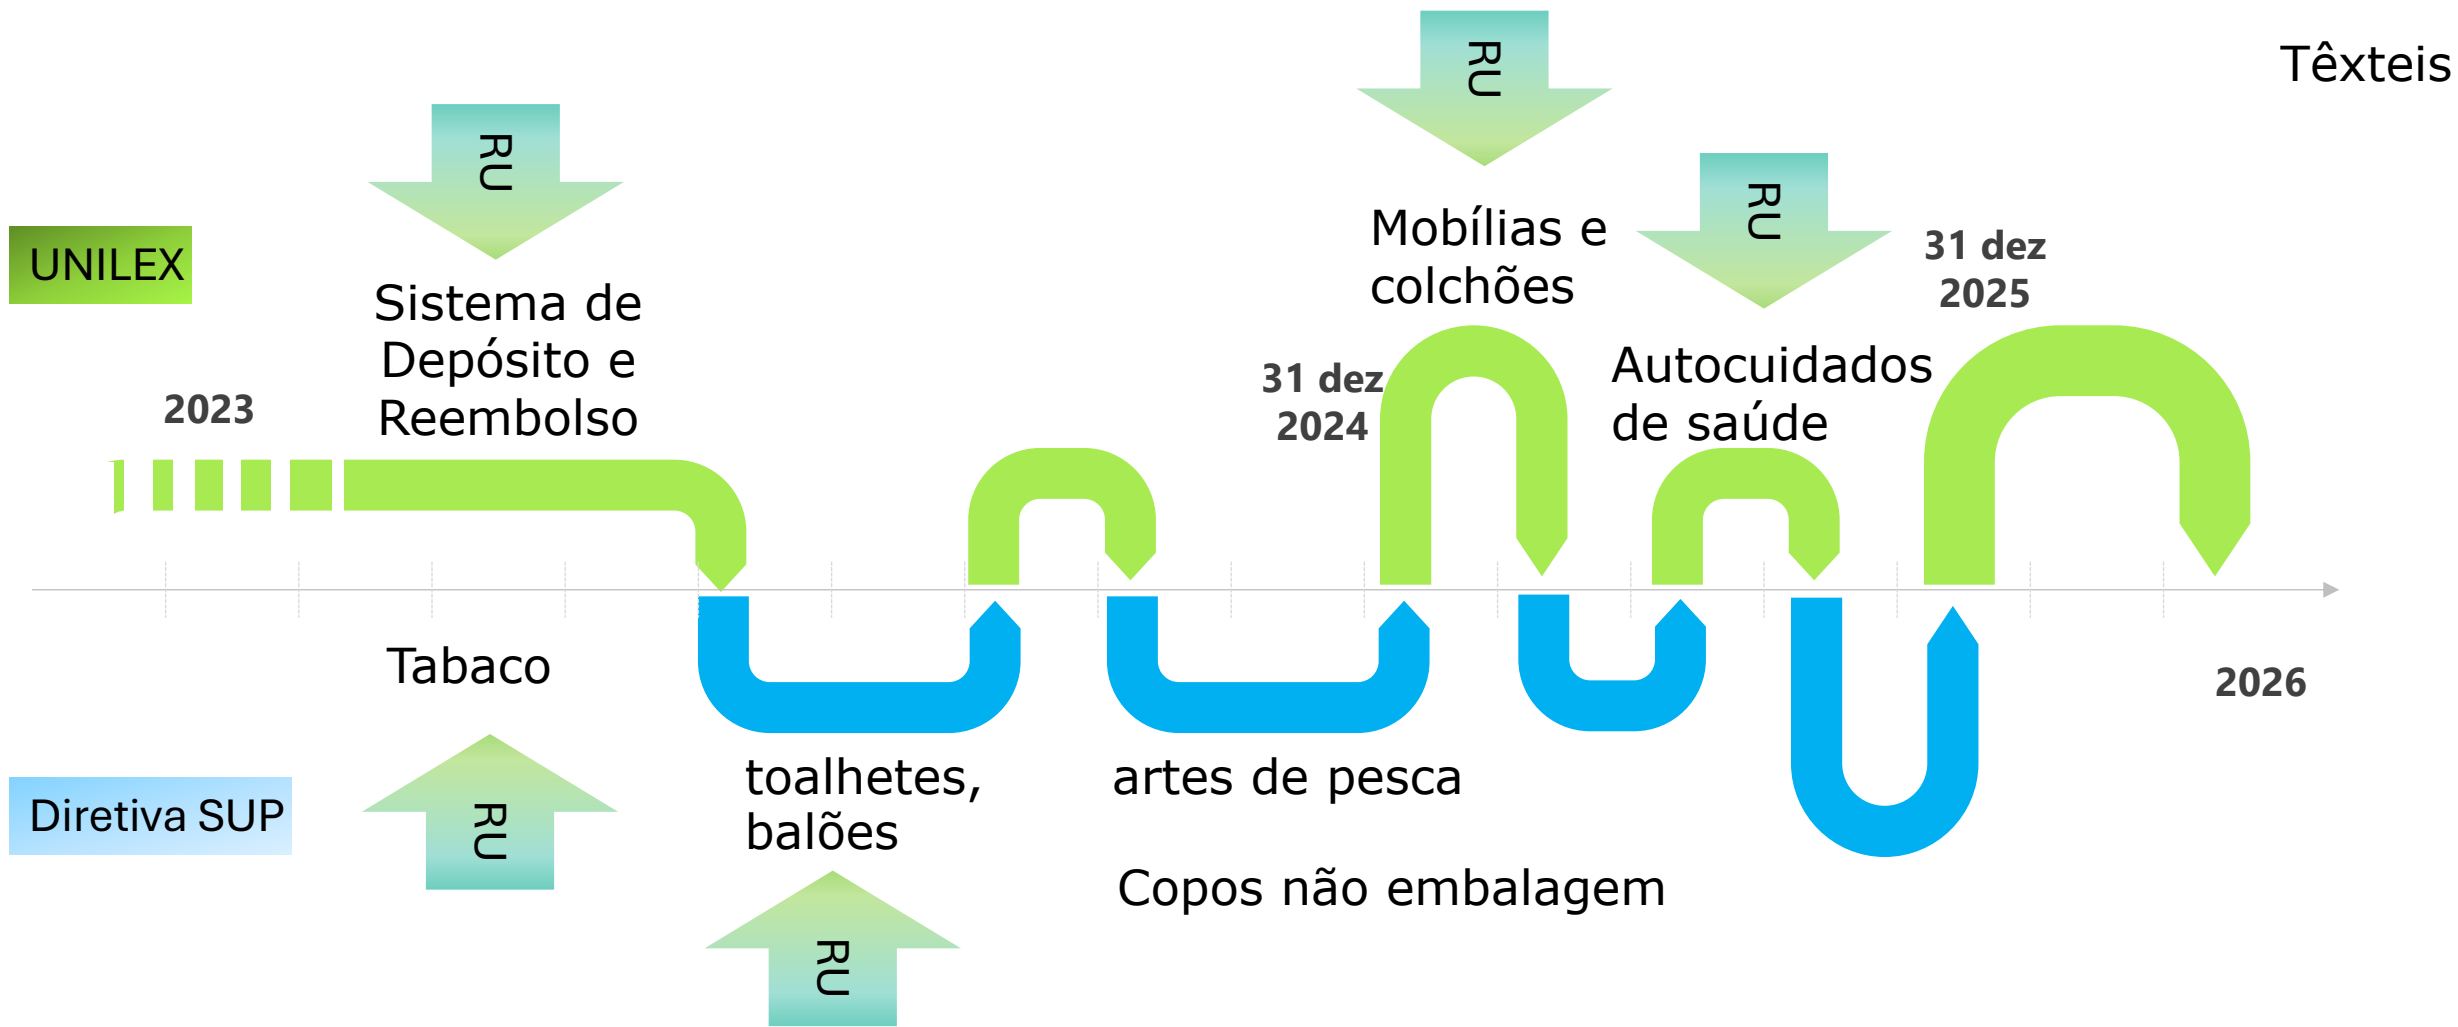 RU
Têxteis
RU
RU
Mobílias e
colchões
31 dez
2025
UNILEX
Sistema de
Depósito e
Reembolso
31 dez
2024
Autocuidados
de saúde
2023
Tabaco
2026
toalhetes,
balões
artes de pesca
Diretiva SUP
RU
Copos não embalagem
RU